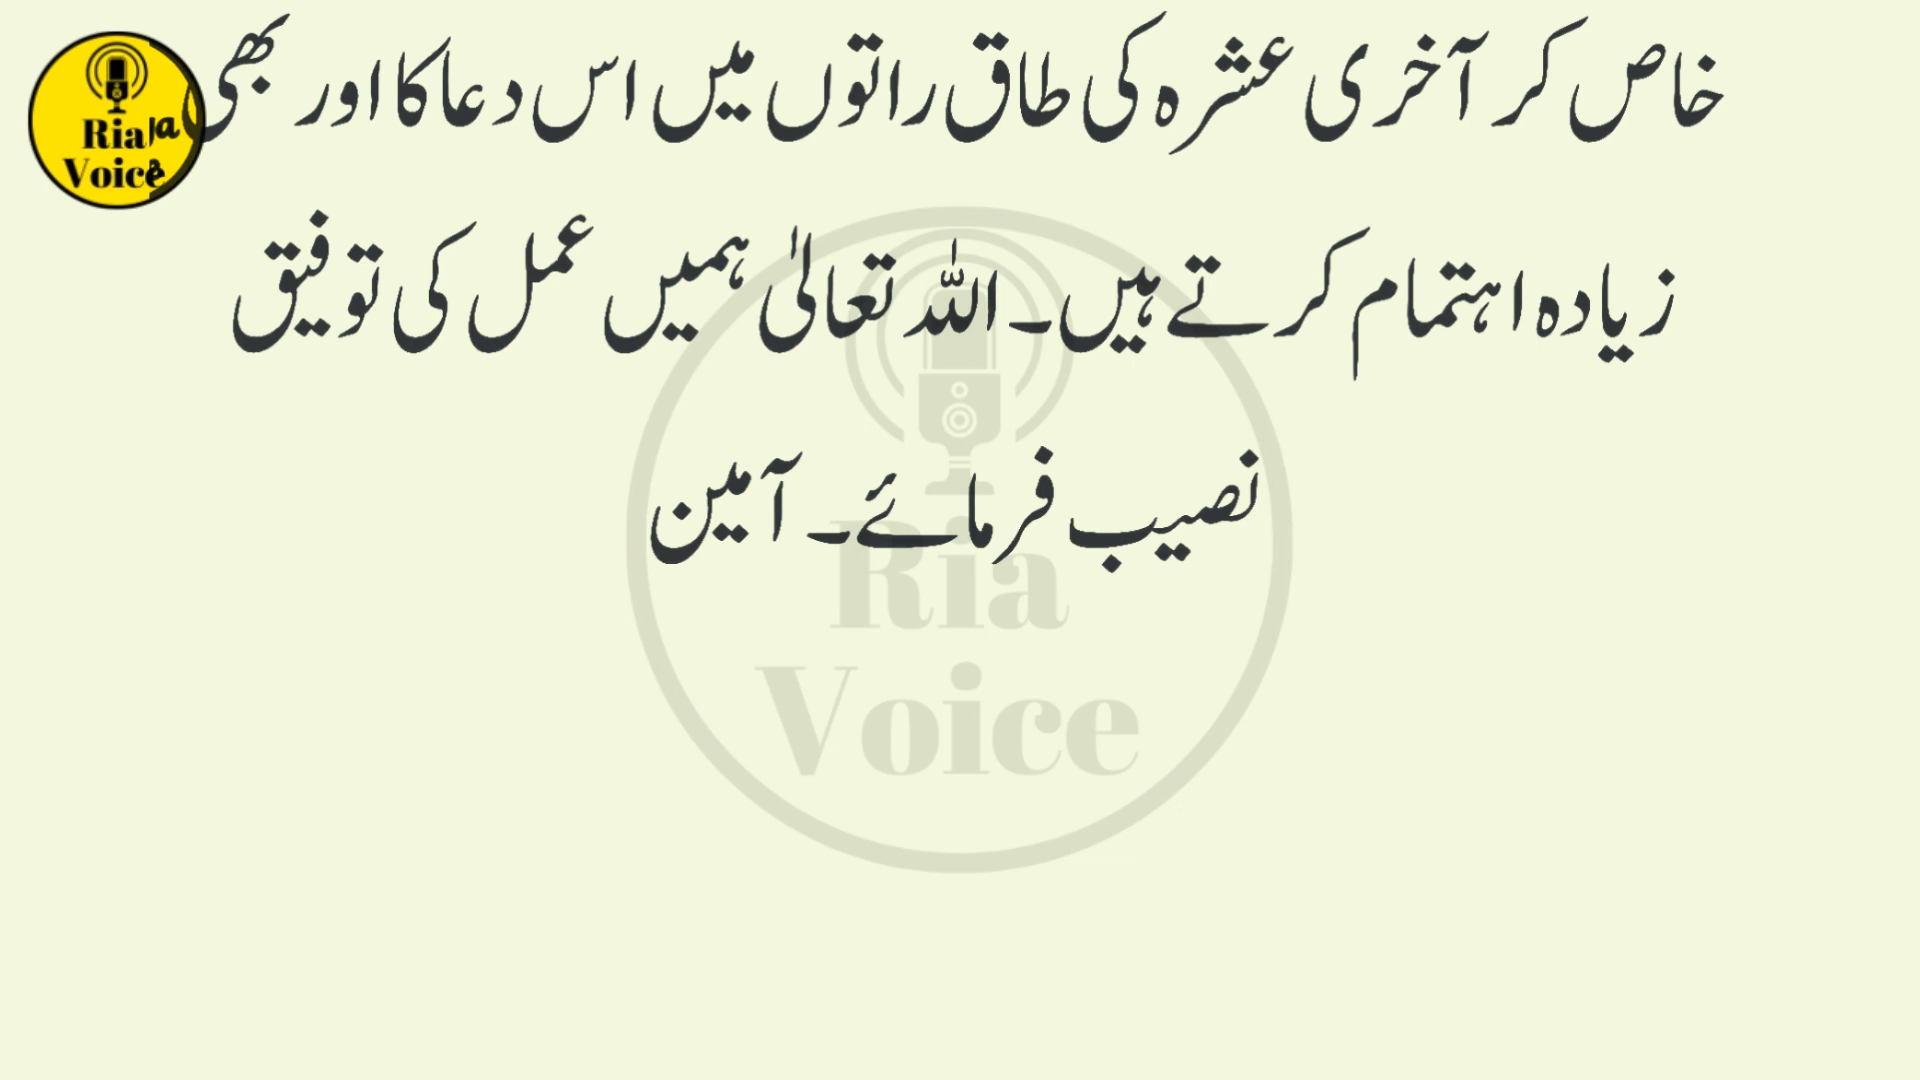 خاص کر آخری عشرہ کی طاق راتوں میں اس دعا کا اور بھی
زیادہ اہتمام کرتے ہیں۔ اللہ تعالیٰ ہمیں عمل کی توفیق
نصیب فرمائے۔ آمین
Ria
Voice
Ria
Voice